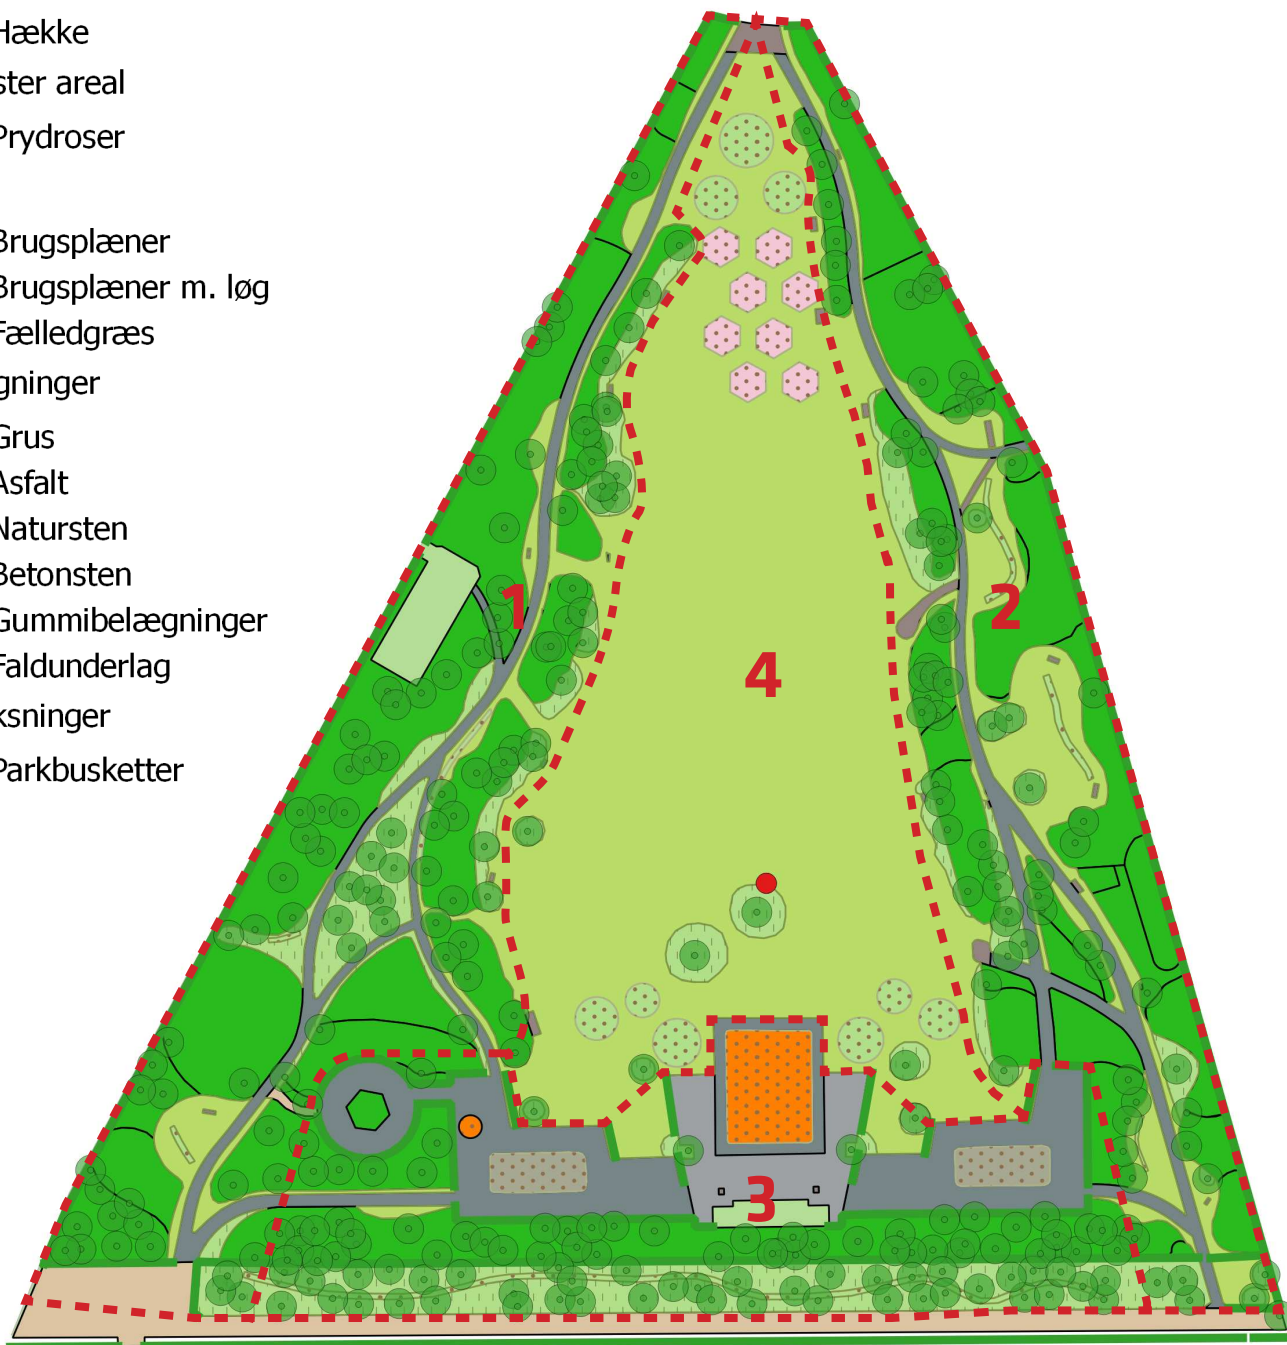 Hække
ster areal
Prydroser
Brugsplæner
Brugsplæner m. løg
Fælledgræs
gninger
Grus
Asfalt
Natursten
Betonsten
Gummibelægninger
Faldunderlag
ksninger
Parkbusketter
1
2
4
3